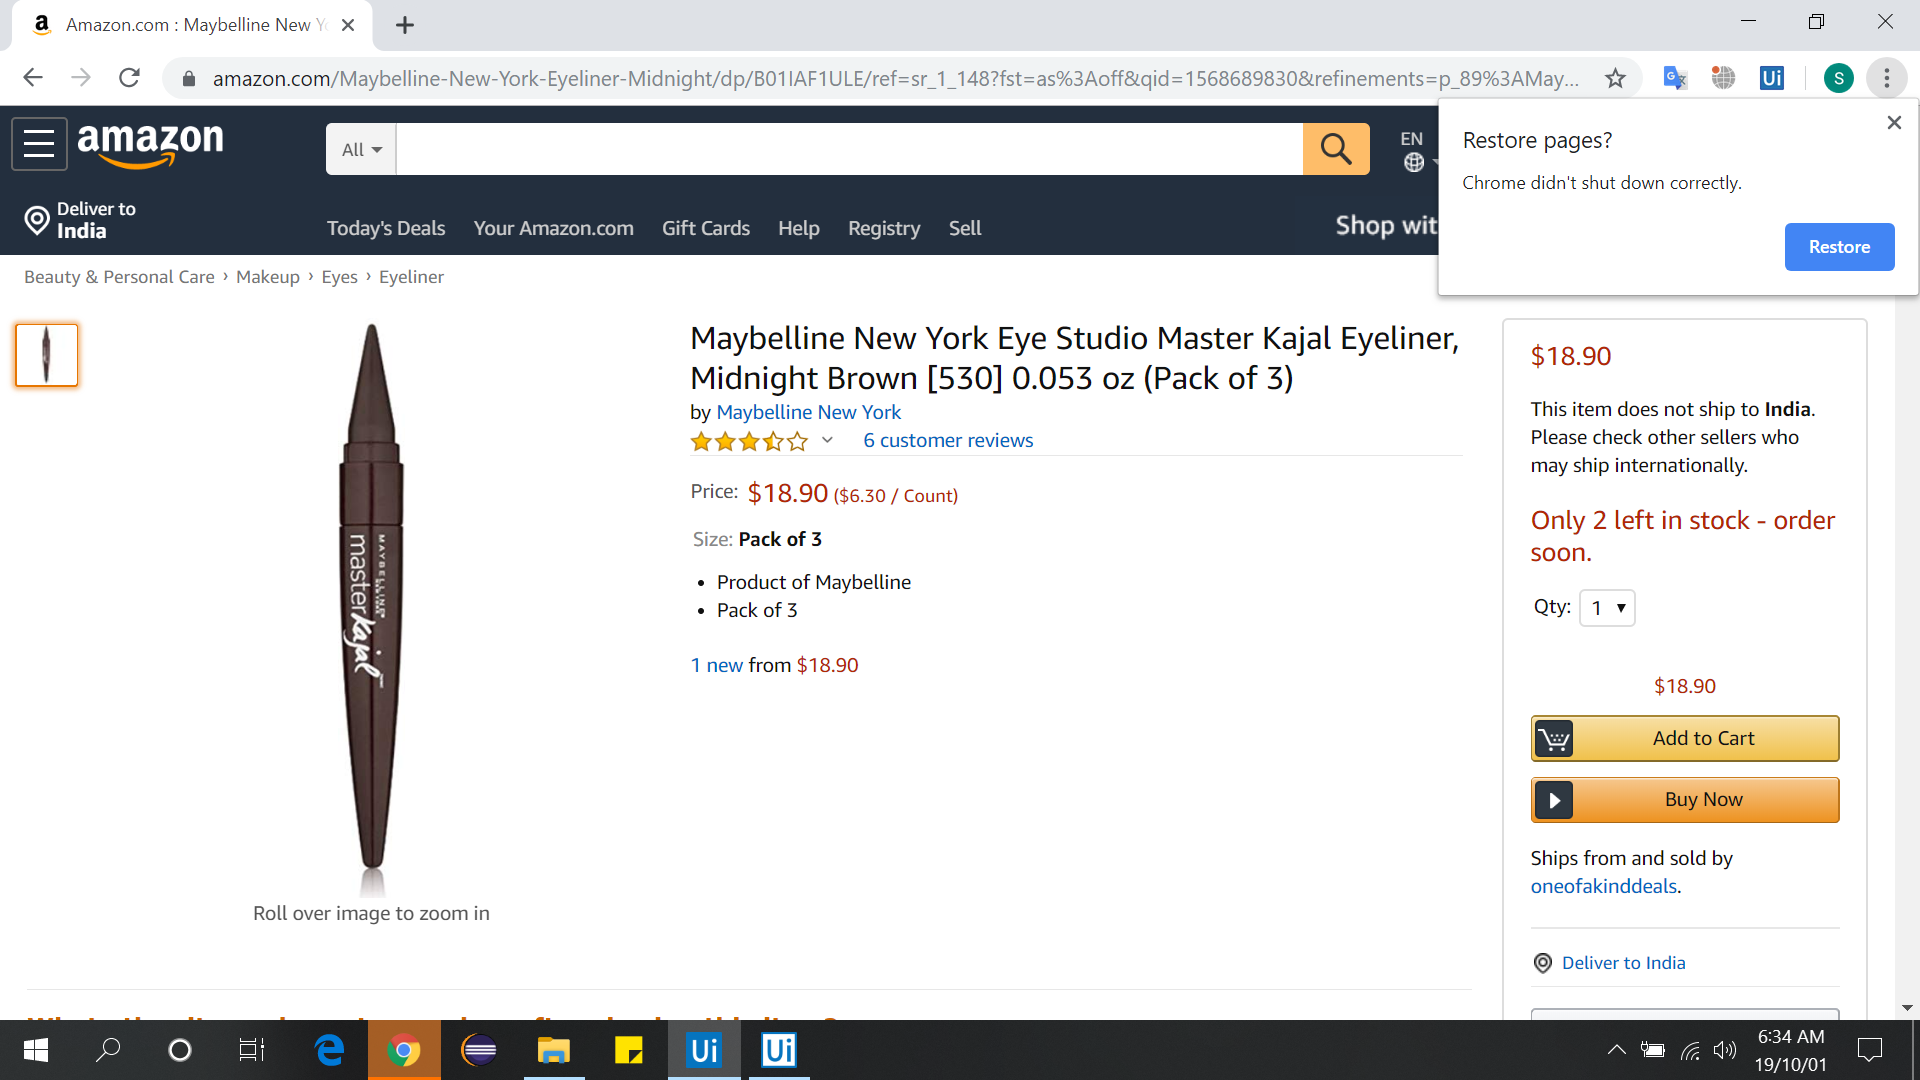 Amazon.com : Maybelline New Y
amazon.com/Maybelline-New-York-Eyeliner-Midnight/dp/B01IAF1ULE/ref=sr_1_148?fst=as%3Aoff&qid=1568689830&refinements=p_89%3AMay...
S
Restore pages?
Chrome didn't shut down correctly.
Restore
amazon
All
EN
Deliver to
India
Today's Deals Your Amazon.com Gift Cards Help Registry Sell
Shop wit
Beauty & Personal Care › Makeup › Eyes › Eyeliner
Maybelline New York Eye Studio Master Kajal Eyeliner,
Midnight Brown [530] 0.053 oz (Pack of 3)
by Maybelline New York
6 customer reviews
Price: $18.90 ($6.30 / Count)
Size: Pack of 3
• Product of Maybelline
• Pack of 3
1 new from $18.90
MAYBELLINE
master kajal
Roll over image to zoom in
$18.90
This item does not ship to India.
Please check other sellers who
may ship internationally.
Only 2 left in stock - order
soon.
Qty: 1
$18.90
Add to Cart
Buy Now
Ships from and sold by
oneofakinddeals.
Deliver to India
Ui
Ui
Ui
6:34 AM
19/10/01